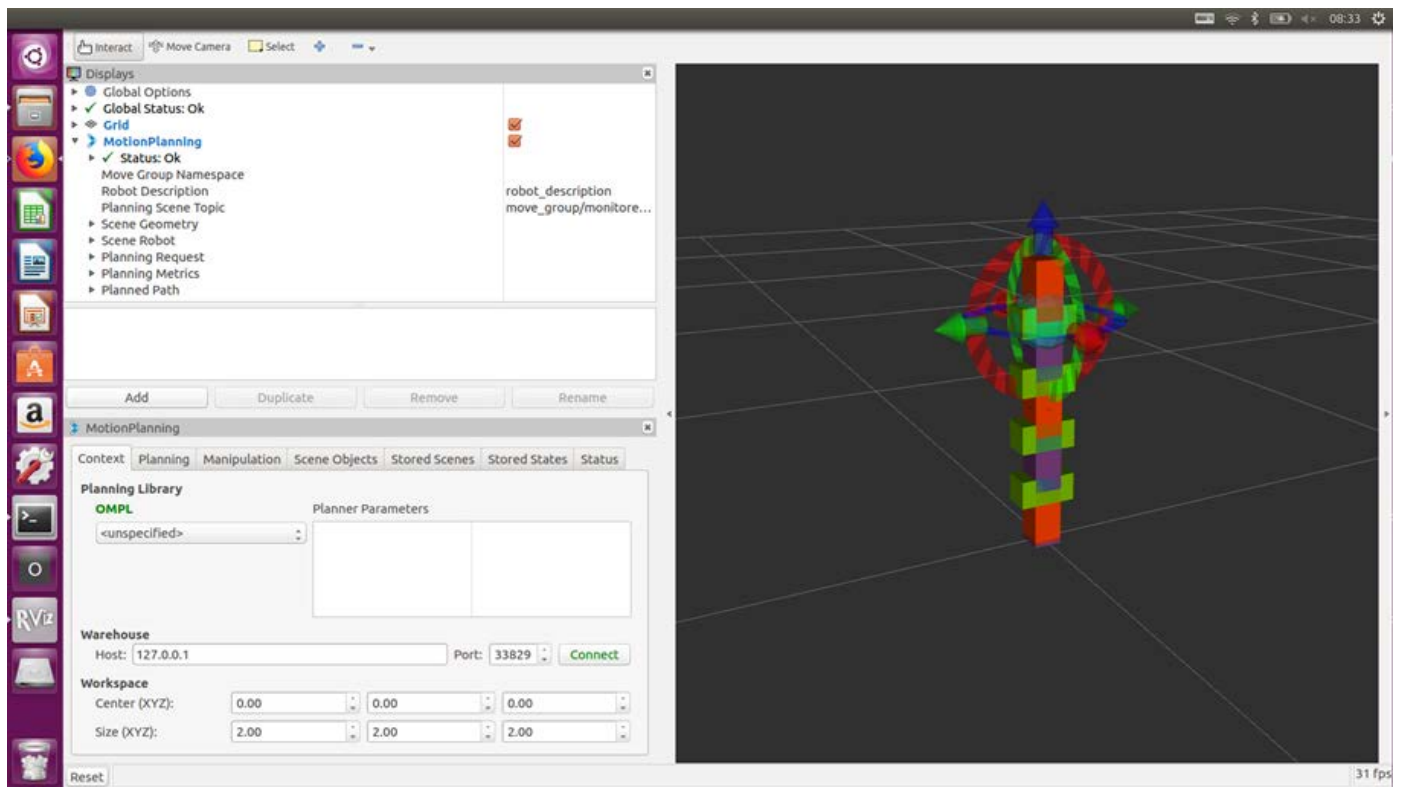 08:33
Interact Move Camera Select
Displays
Global Options
Global Status: Ok
Grid
MotionPlanning
Status: Ok
Move Group Namespace
Robot Description robot_description
Planning Scene Topic move_group/monitore...
Scene Geometry
Scene Robot
Planning Request
Planning Metrics
Planned Path
Add Duplicate Remove Rename
MotionPlanning
Context Planning Manipulation Scene Objects Stored Scenes Stored States Status
Planning Library
OMPL Planner Parameters
<unspecified>
Warehouse
Host: 127.0.0.1 Port: 33829 Connect
Workspace
Center (XYZ): 0.00 0.00 0.00
Size (XYZ): 2.00 2.00 2.00
Reset 31 fps
A
a
>_
O
RViz